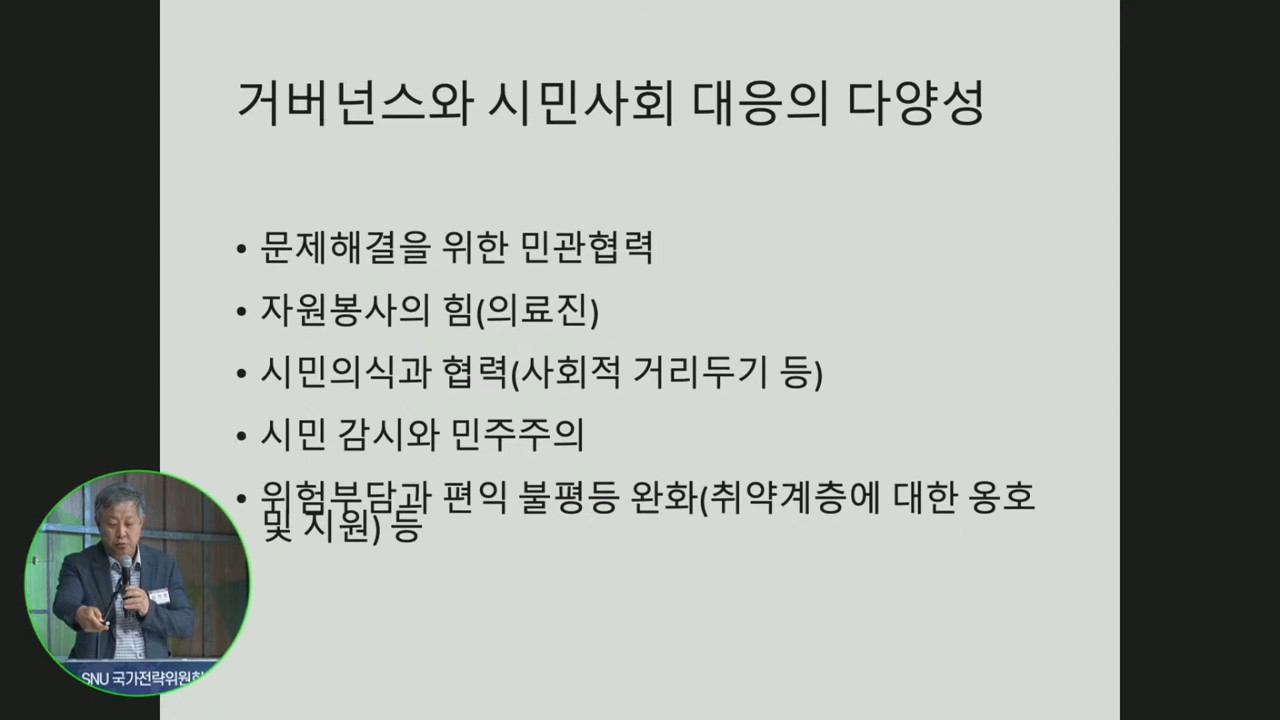 거버넌스와 시민사회 대응의 다양성
• 문제해결을 위한 민관협력
• 자원봉사의 힘(의료진)
• 시민의식과 협력(사회적 거리두기 등)
• 시민 감시와 민주주의
• 위험부담과 편익 불평등 완화(취약계층에 대한 옹호
및 지원) 등
SNU 국가전략위원회